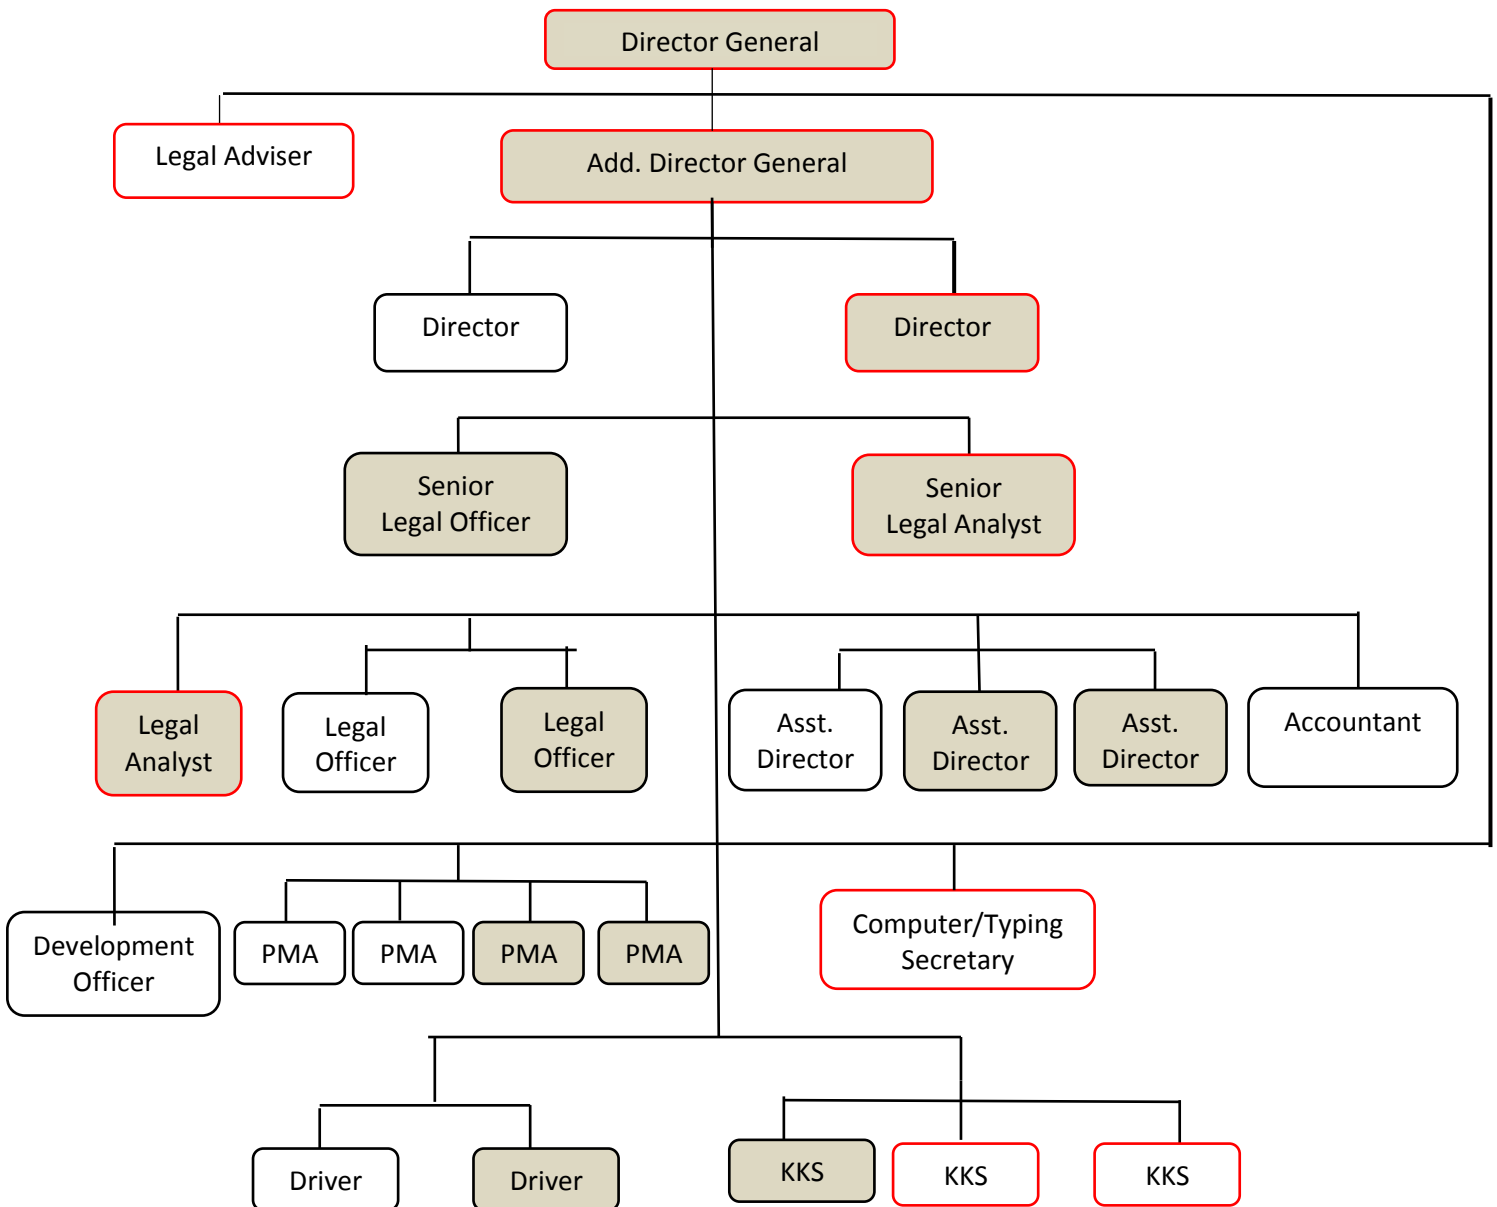 Director General
Legal Adviser
Add. Director General
Director
Director
Senior
Legal Officer
Senior
Legal Analyst
Legal
Analyst
Legal
Officer
Legal
Officer
Asst.
Director
Asst.
Director
Asst.
Director
Accountant
Development
Officer
PMA
PMA
PMA
PMA
Computer/Typing
Secretary
Driver
Driver
KKS
KKS
KKS